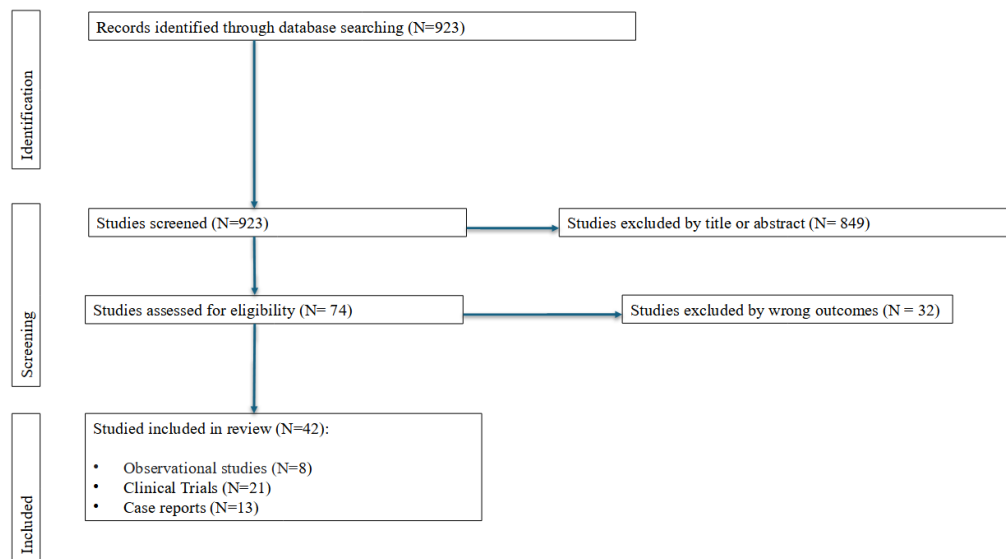 Identification
Records identified through database searching (N=923)
Screening
Studies screened (N=923)
Studies excluded by title or abstract (N= 849)
Studies assessed for eligibility (N= 74)
Studies excluded by wrong outcomes (N = 32)
Included
Studied included in review (N=42):
• Observational studies (N=8)
• Clinical Trials (N=21)
• Case reports (N=13)